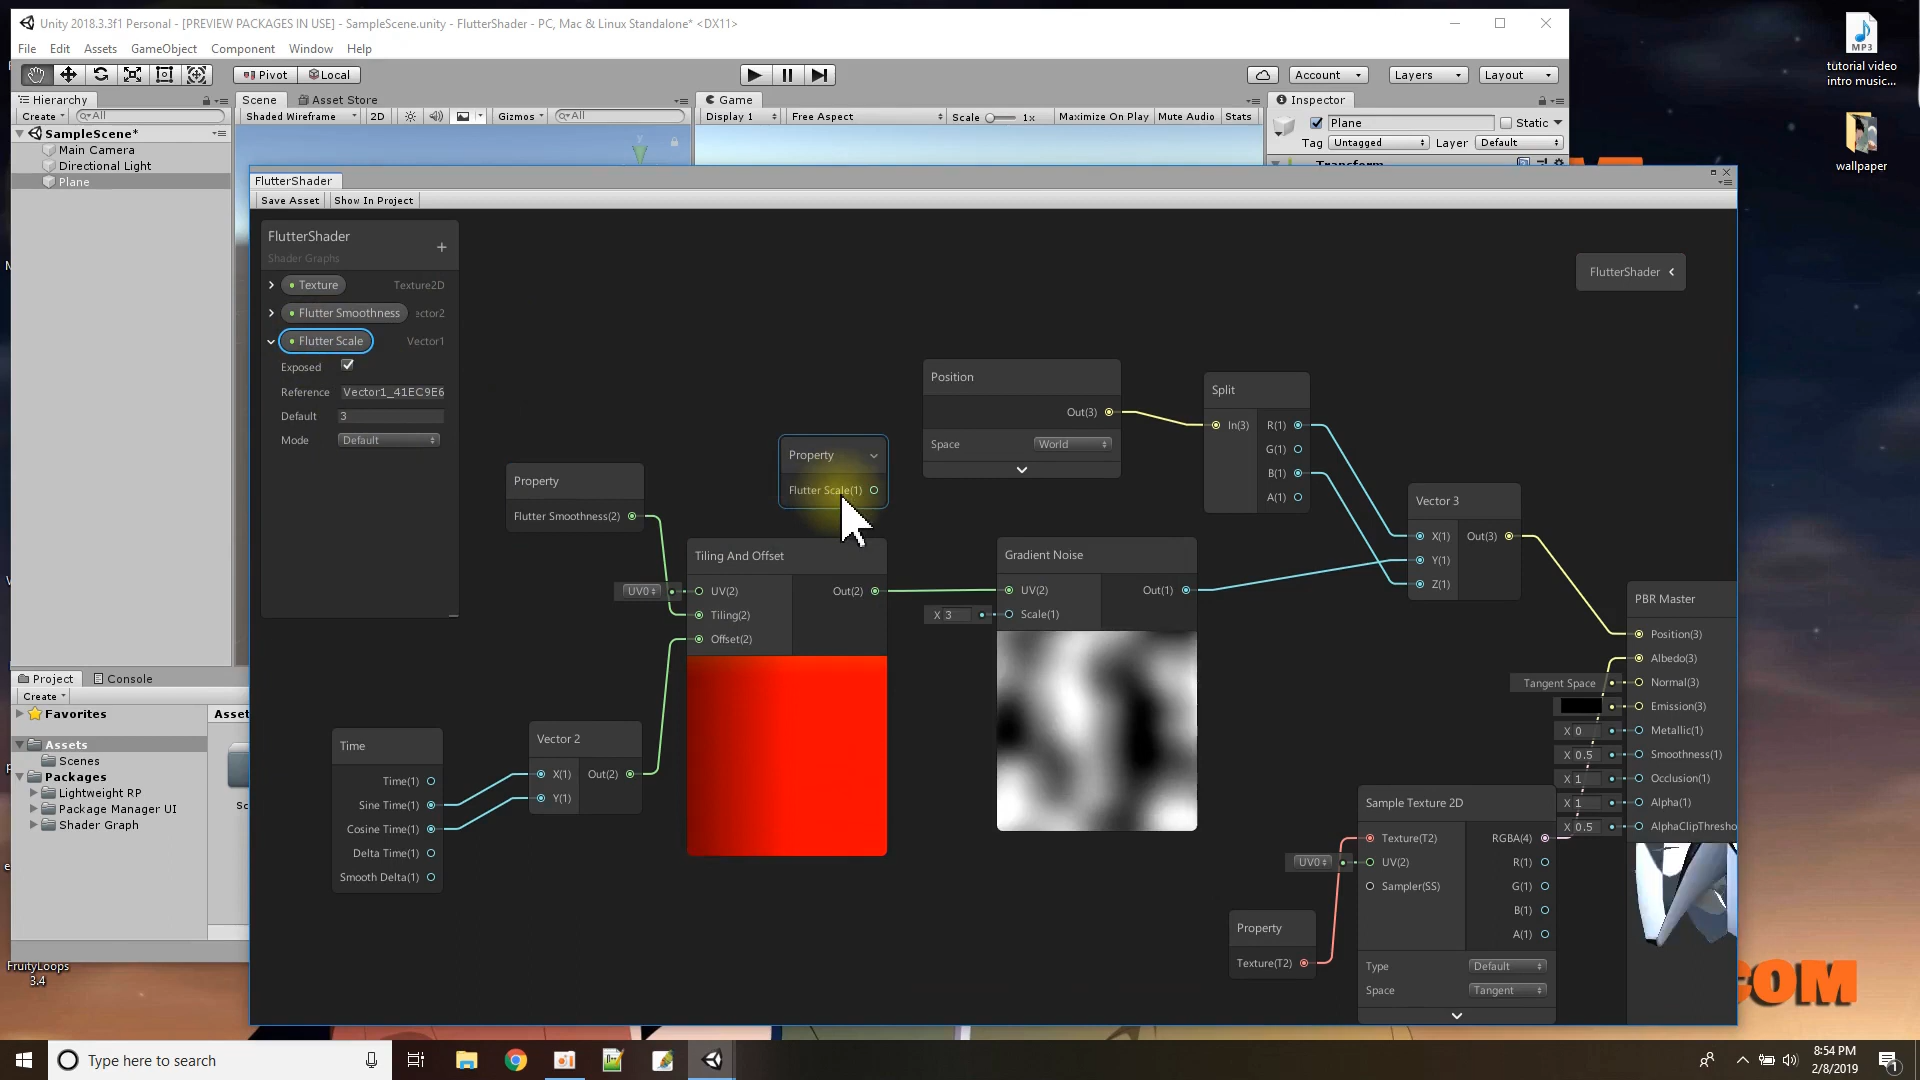 Unity 2018.3.3f1 Personal - [PREVIEW PACKAGES IN USE] - SampleScene.unity - FlutterShader - PC, Mac & Linux Standalone* <DX11>
File Edit Assets GameObject Component Window Help
Pivot Local Account Layers Layout
Hierarchy Scene Asset Store Game Inspector
Create All Shaded Wireframe 2D Gizmos All Display 1 Free Aspect Scale 1x Maximize On Play Mute Audio Stats
Plane Static
Tag Untagged Layer Default
Transform
SampleScene*
Main Camera
Directional Light
Plane
FlutterShader
Save Asset Show In Project
FlutterShader
Shader Graphs
Texture Texture2D
Flutter Smoothness ector2
Flutter Scale Vector1
Exposed
Reference Vector1_41EC9E6
Default 3
Mode Default
FlutterShader
Position
Out(3)
Space World
Split
In(3) R(1)
G(1)
B(1)
A(1)
Property
Flutter Scale(1)
Property
Flutter Smoothness(2)
Vector 3
X(1) Out(3)
Y(1)
Z(1)
Tiling And Offset
UV0 UV(2) Out(2)
Tiling(2)
Offset(2)
Gradient Noise
UV(2) Out(1)
X 3 Scale(1)
Time
Time(1)
Sine Time(1)
Cosine Time(1)
Delta Time(1)
Smooth Delta(1)
Vector 2
X(1) Out(2)
Y(1)
PBR Master
Position(3)
Albedo(3)
Tangent Space Normal(3)
Emission(3)
X 0 Metallic(1)
X 0.5 Smoothness(1)
X 1 Occlusion(1)
X 1 Alpha(1)
X 0.5 AlphaClipThresho
Sample Texture 2D
Texture(T2) RGBA(4)
UV0 UV(2) R(1)
Sampler(SS) G(1)
B(1)
A(1)
Type Default
Space Tangent
Property
Texture(T2)
Project Console
Create
Favorites
Assets
Scenes
Packages
Lightweight RP
Package Manager UI
Shader Graph
Asset
Sc
MP3
tutorial video
intro music...
wallpaper
FruityLoops
3.4
COM
Type here to search
8:54 PM
2/8/2019
1